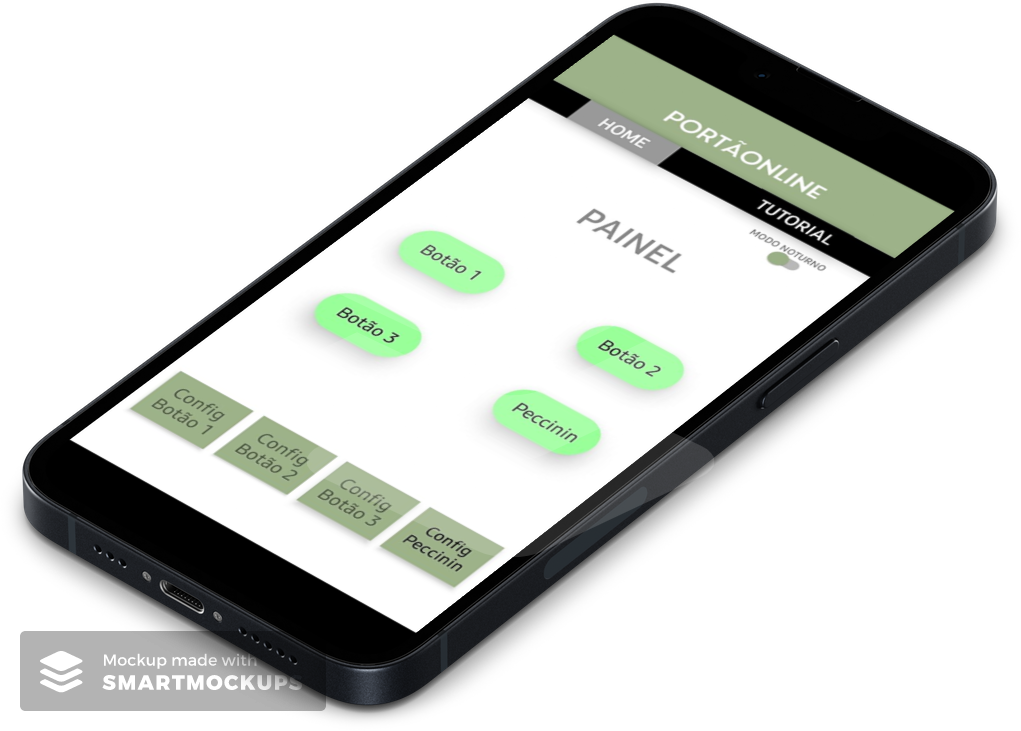 PORTÃONLINE
HOME
TUTORIAL
MODO NOTURNO
PAINEL
Botão 1
Botão 2
Botão 3
Peccinin
Config
Botão 1
Config
Botão 2
Config
Botão 3
Config
Peccinin
Mockup made with
SMARTMOCKUPS